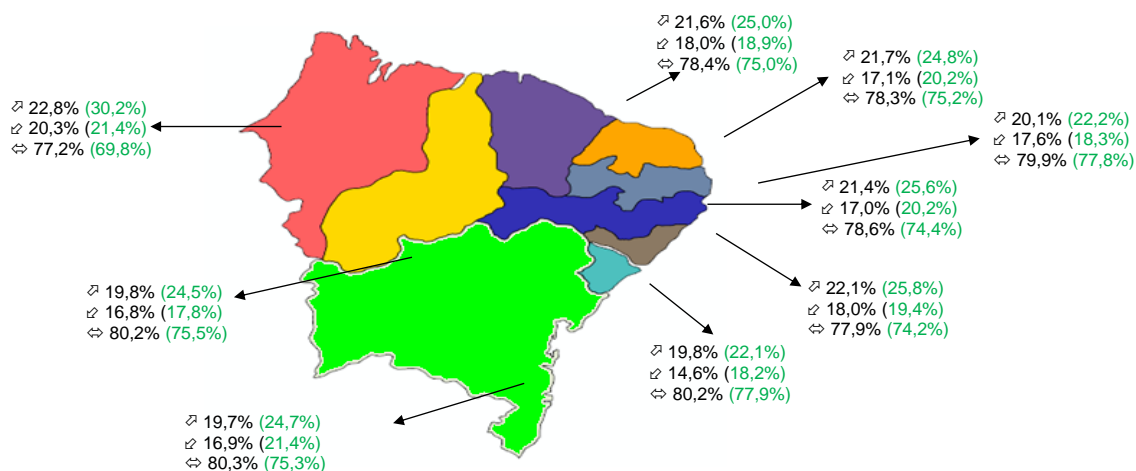 ⬀ 21,6% (25,0%)
⬃ 18,0% (18,9%)
⬄ 78,4% (75,0%)
⬀ 21,7% (24,8%)
⬃ 17,1% (20,2%)
⬄ 78,3% (75,2%)
⬀ 22,8% (30,2%)
⬃ 20,3% (21,4%)
⬄ 77,2% (69,8%)
⬀ 20,1% (22,2%)
⬃ 17,6% (18,3%)
⬄ 79,9% (77,8%)
⬀ 21,4% (25,6%)
⬃ 17,0% (20,2%)
⬄ 78,6% (74,4%)
⬀ 19,8% (24,5%)
⬃ 16,8% (17,8%)
⬄ 80,2% (75,5%)
⬀ 22,1% (25,8%)
⬃ 18,0% (19,4%)
⬄ 77,9% (74,2%)
⬀ 19,8% (22,1%)
⬃ 14,6% (18,2%)
⬄ 80,2% (77,9%)
⬀ 19,7% (24,7%)
⬃ 16,9% (21,4%)
⬄ 80,3% (75,3%)